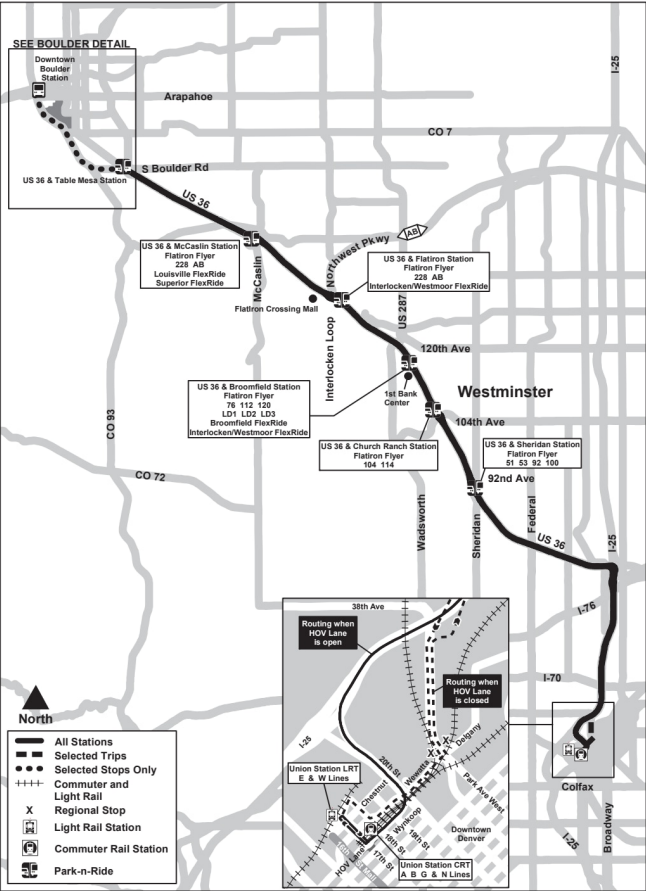 SEE BOULDER DETAIL
Downtown
Boulder
Station
Arapahoe
I-25
CO 7
S Boulder Rd
US 36 & Table Mesa Station
US 36
Northwest Pkwy
AB
US 36 & McCaslin Station
Flatiron Flyer
228 AB
Louisville FlexRide
Superior FlexRide
McCaslin
US 36 & Flatiron Station
Flatiron Flyer
228 AB
Interlocken/Westmoor FlexRide
FlatIron Crossing Mall
Interlocken Loop
US 287
120th Ave
US 36 & Broomfield Station
Flatiron Flyer
76 112 120
LD1 LD2 LD3
Broomfield FlexRide
Interlocken/Westmoor FlexRide
1st Bank
Center
Westminster
104th Ave
CO 93
US 36 & Church Ranch Station
Flatiron Flyer
104 114
US 36 & Sheridan Station
Flatiron Flyer
51 53 92 100
92nd Ave
CO 72
Wadsworth
Sheridan
Federal
US 36
I-25
I-76
I-70
38th Ave
Routing when
HOV Lane
is open
Routing when
HOV Lane
is closed
I-25
20th St
Chestnut
Wewetta
Delgany
Park Ave West
Union Station LRT
E & W Lines
Wynkoop
19th St
18th St
17th St
HOV Lane
Downtown
Denver
Union Station CRT
A B G & N Lines
Colfax
I-25
Broadway
North
All Stations
Selected Trips
Selected Stops Only
Commuter and
Light Rail
X Regional Stop
Light Rail Station
Commuter Rail Station
Park-n-Ride